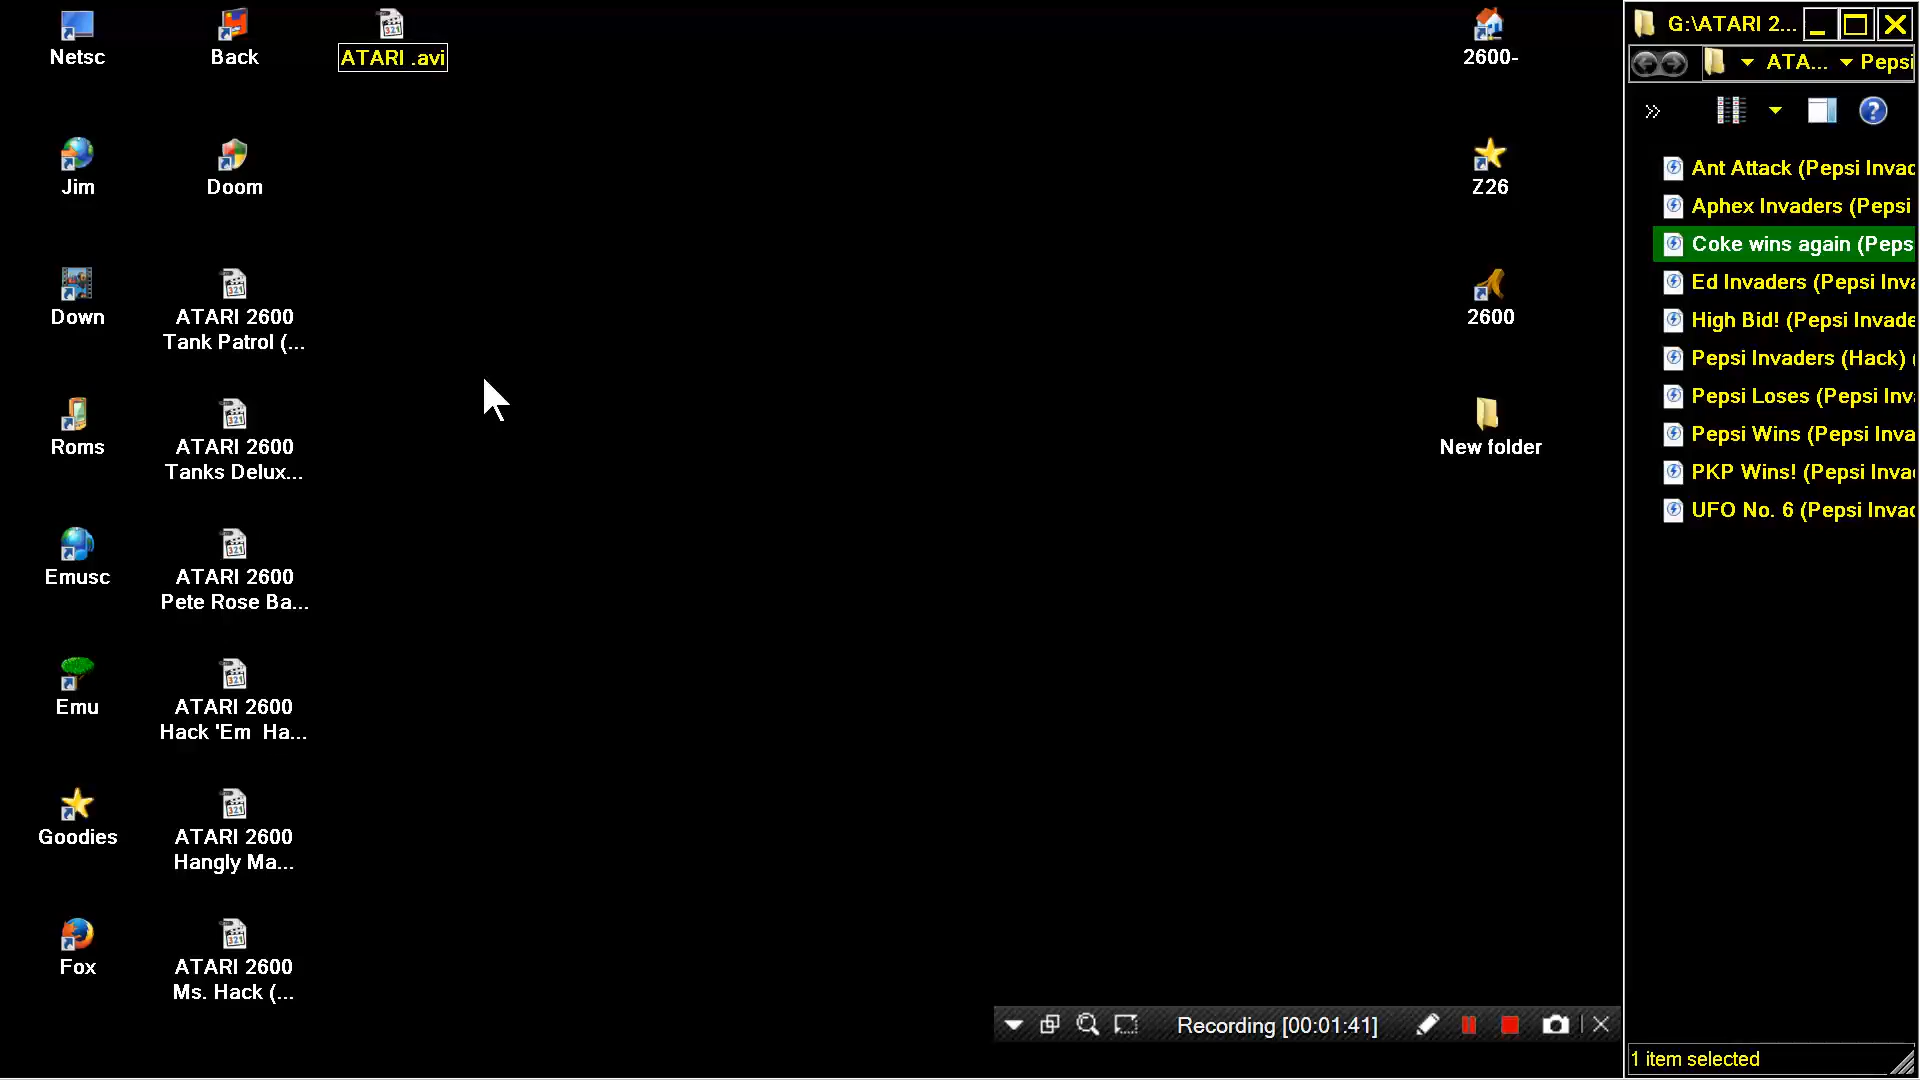 Netsc
Back
ATARI .avi
2600-
Jim
Doom
Z26
Down
ATARI 2600
Tank Patrol (...
2600
Roms
ATARI 2600
Tanks Delux...
New folder
Emusc
ATARI 2600
Pete Rose Ba...
Emu
ATARI 2600
Hack 'Em Ha...
Goodies
ATARI 2600
Hangly Ma...
Fox
ATARI 2600
Ms. Hack (...
Recording [00:01:41]
G:\ATARI 2...
ATA... Pepsi
»
?
Ant Attack (Pepsi Invad
Aphex Invaders (Pepsi
Coke wins again (Peps
Ed Invaders (Pepsi Inva
High Bid! (Pepsi Invade
Pepsi Invaders (Hack) (
Pepsi Loses (Pepsi Inv
Pepsi Wins (Pepsi Inva
PKP Wins! (Pepsi Inva
UFO No. 6 (Pepsi Invad
1 item selected